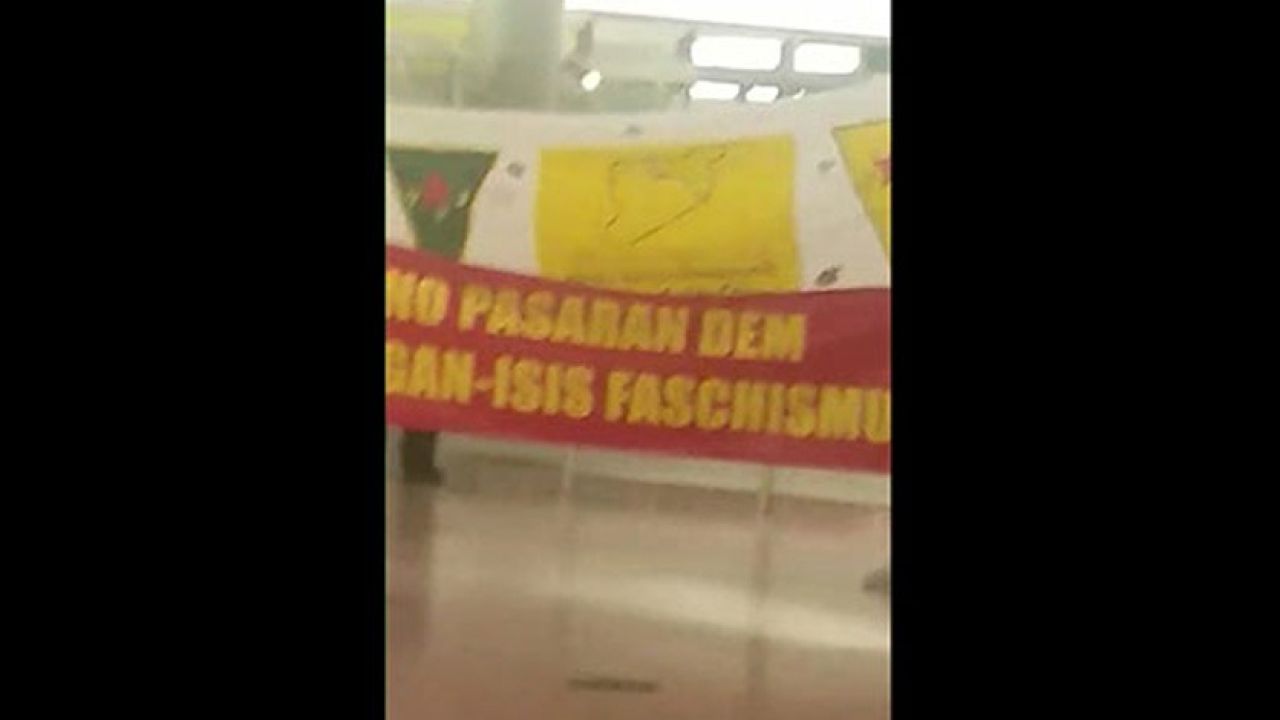 NO PASARAN DEM
GAN-ISIS FASCHISMU